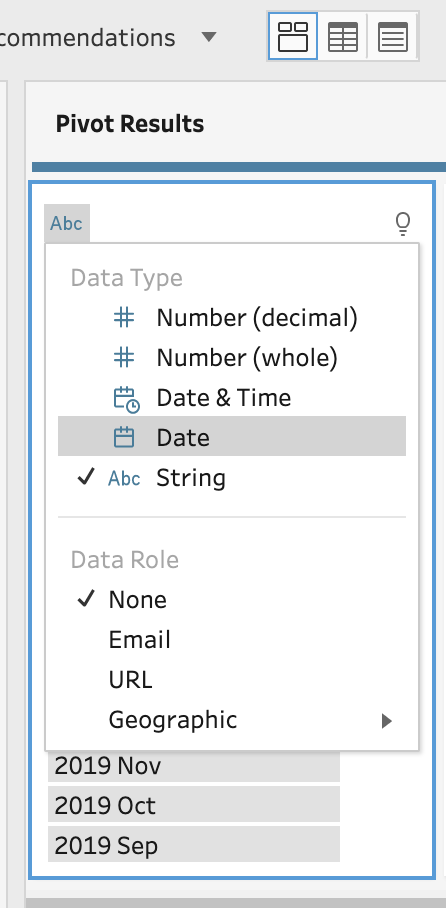 commendations
Pivot Results
Abc
Data Type
Number (decimal)
Number (whole)
Date & Time
Date
Abc String
Data Role
None
Email
URL
Geographic
2019 Nov
2019 Oct
2019 Sep